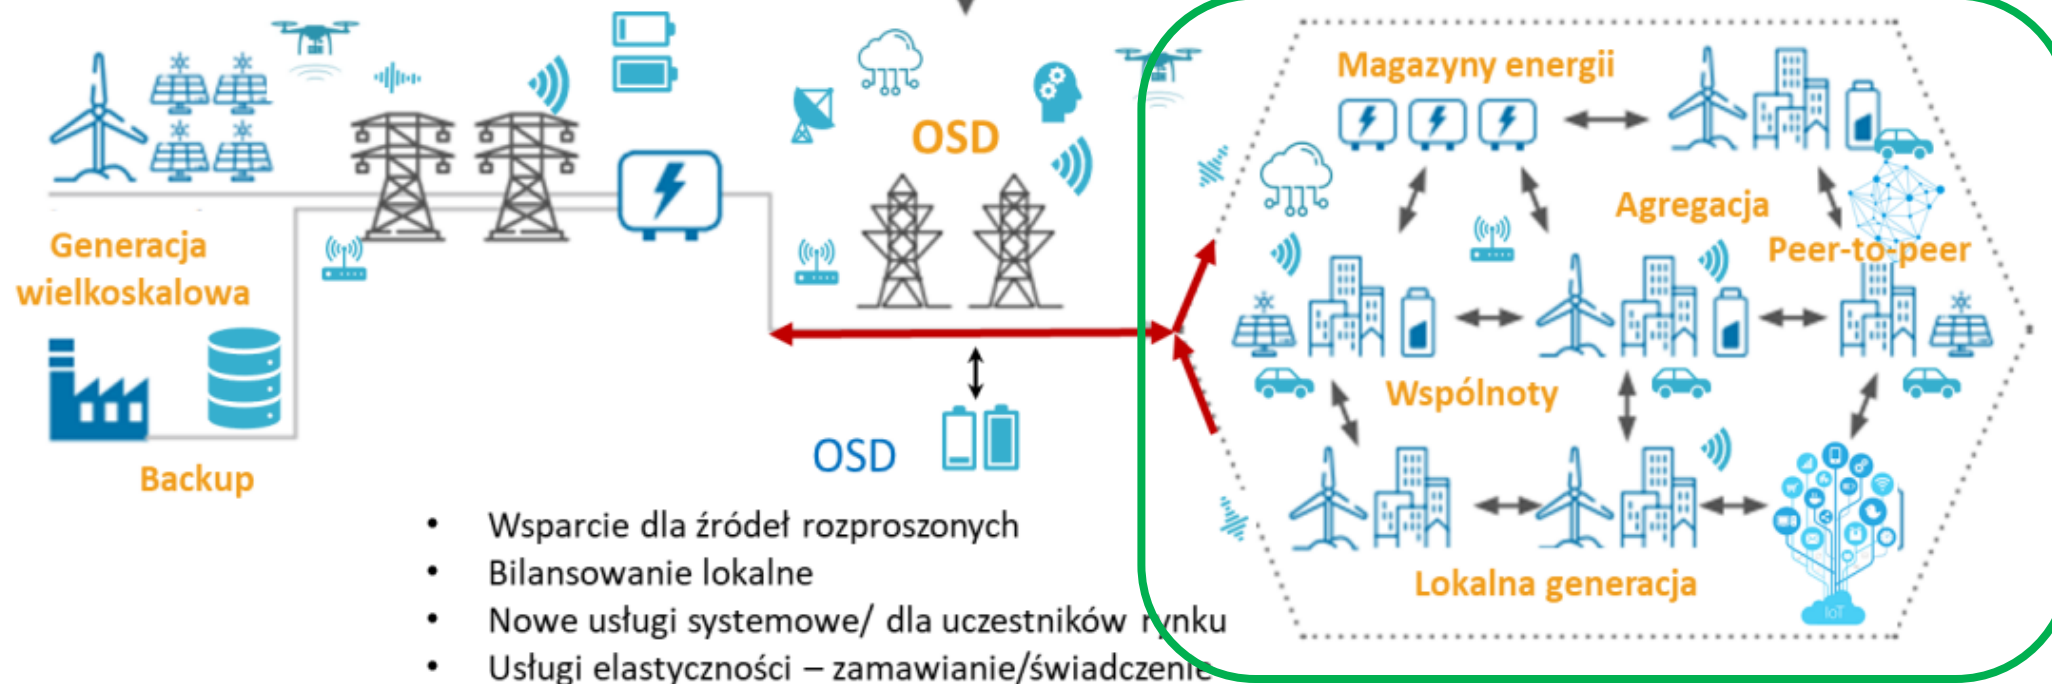 Generacja
wielkoskalowa
Backup
OSD
OSD
• Wsparcie dla źródeł rozproszonych
• Bilansowanie lokalne
• Nowe usługi systemowe/ dla uczestników rynku
• Usługi elastyczności – zamawianie/świadczenie
Magazyny energii
Agregacja
Peer-to-peer
Wspólnoty
Lokalna generacja
IoT